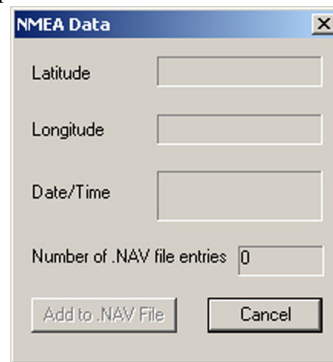 NMEA Data
Latitude
Longitude
Date/Time
Number of .NAV file entries 0
Add to .NAV File Cancel